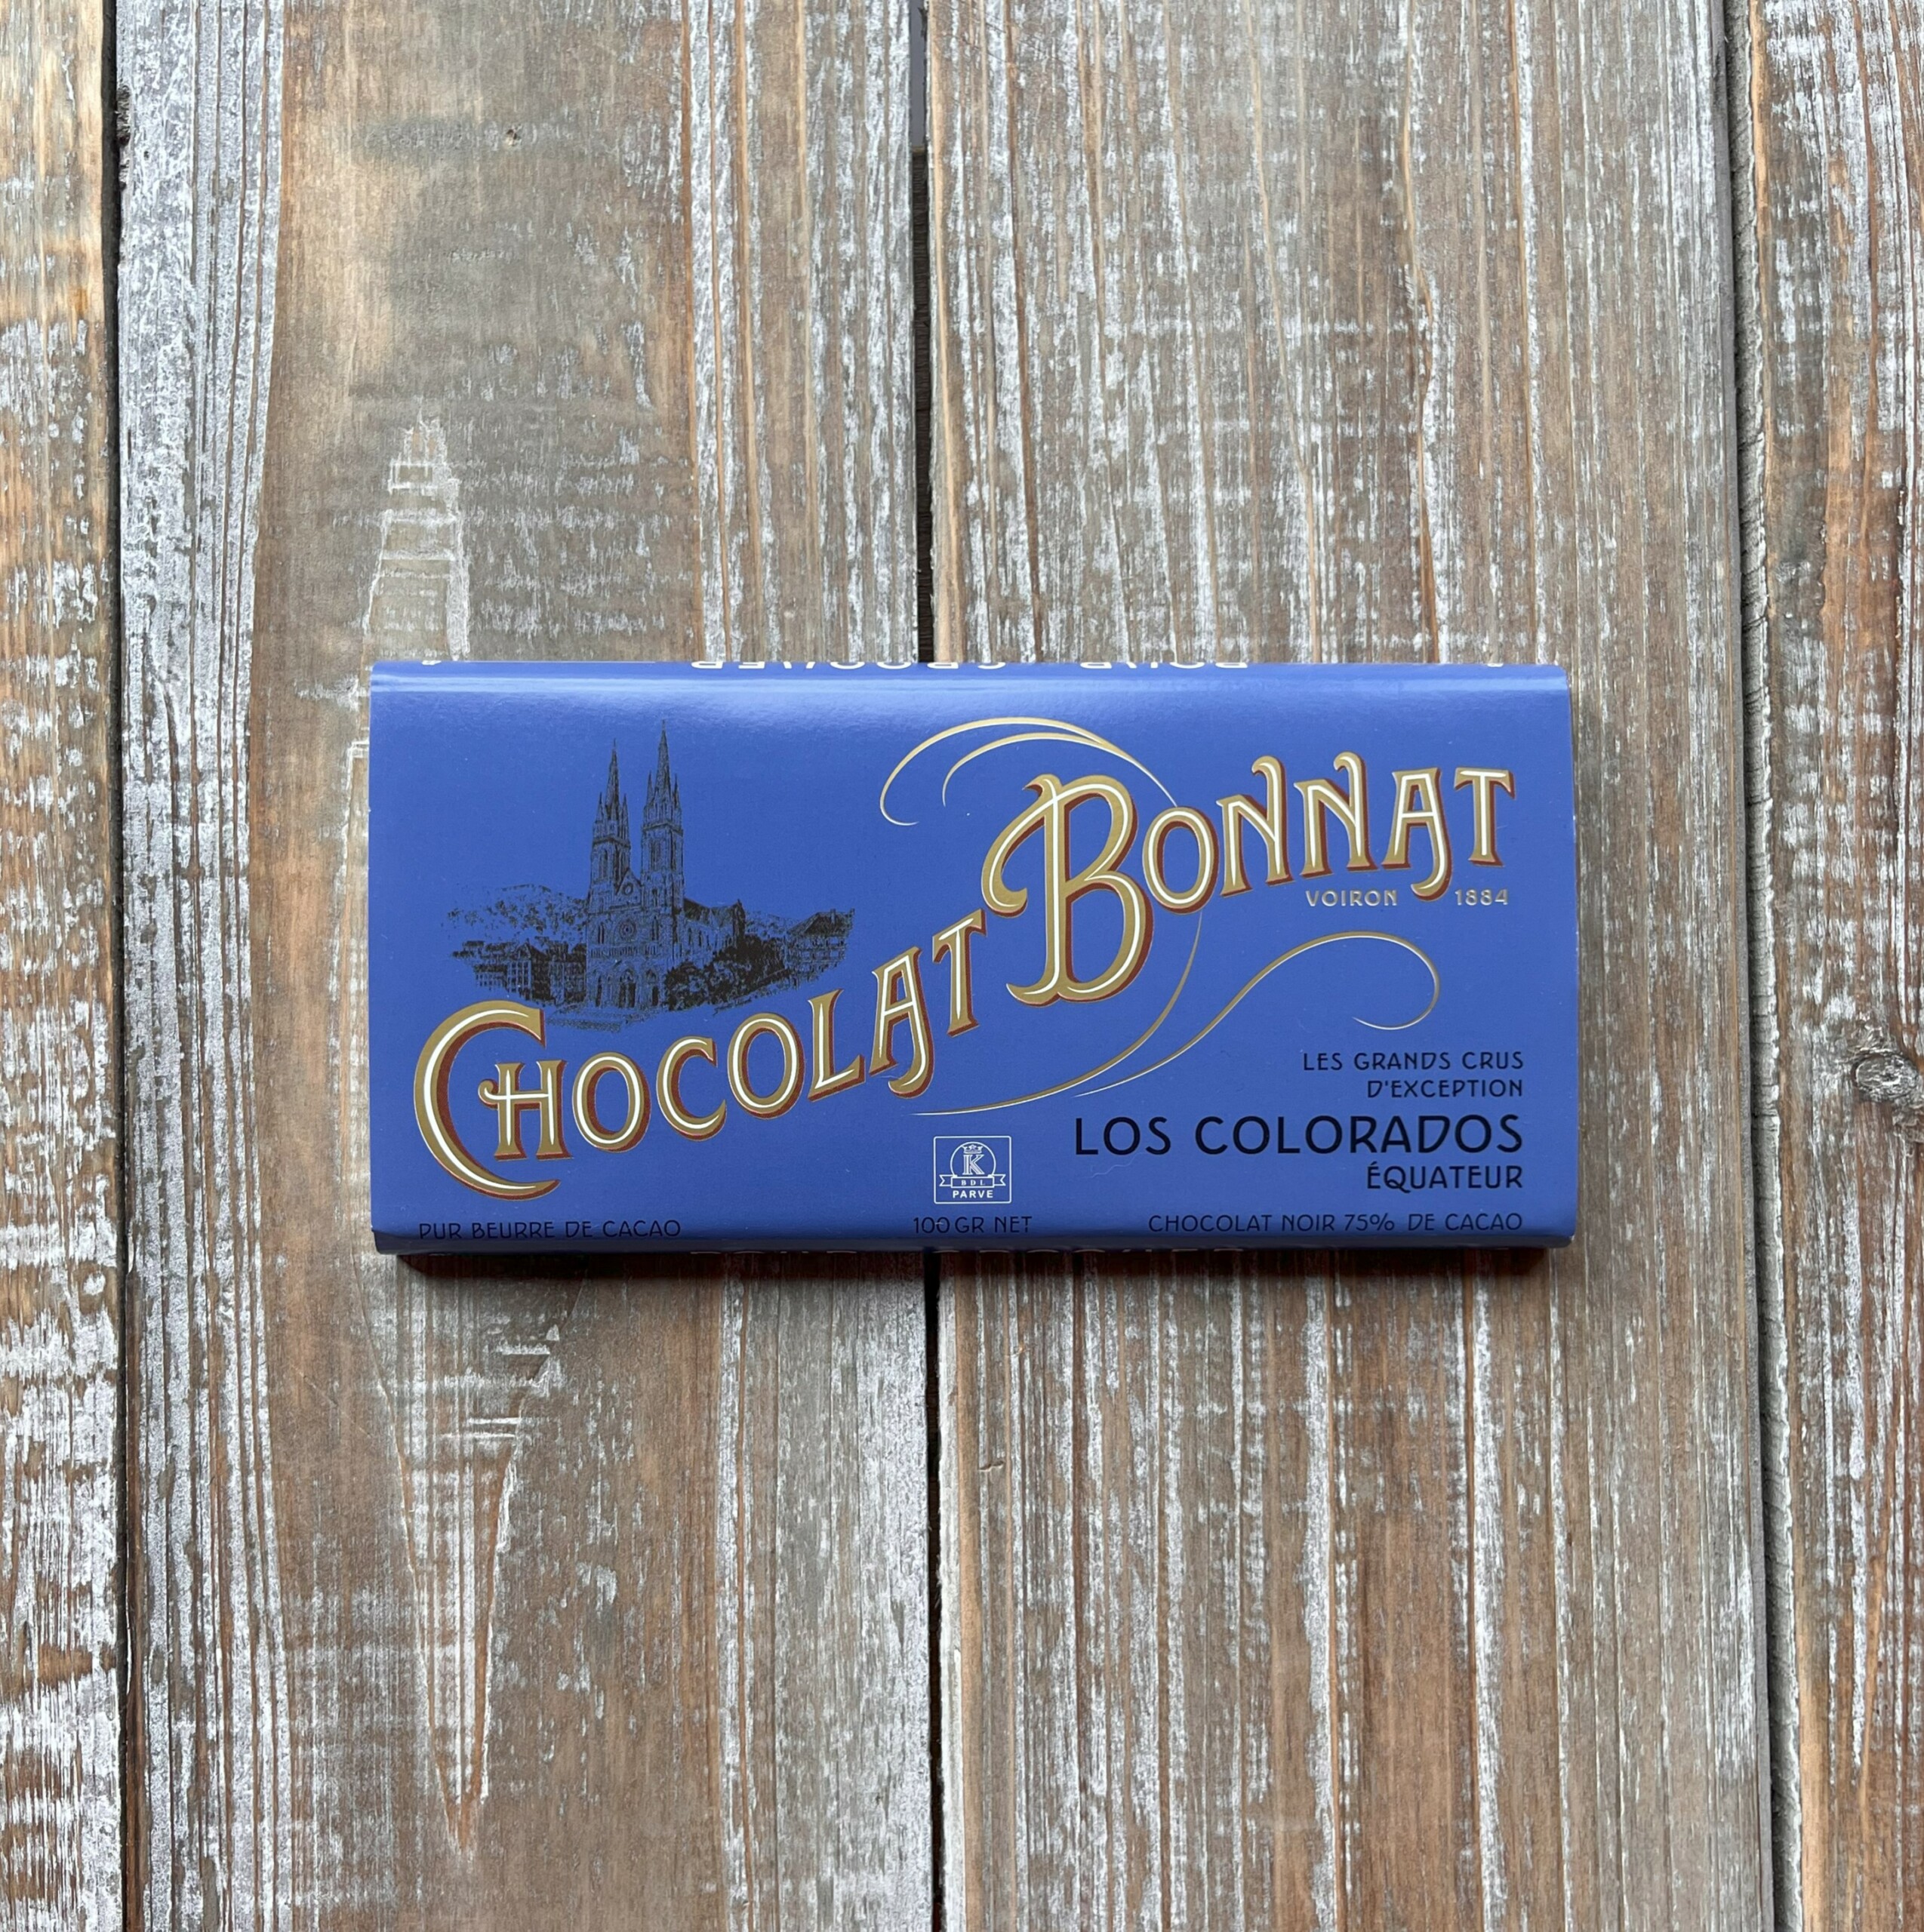 CHOCOLAT BONNAT
VOIRON 1884
LES GRANDS CRUS
D'EXCEPTION
LOS COLORADOS
ÉQUATEUR
K
BDL
PARVE
PUR BEURRE DE CACAO
100 GR NET
CHOCOLAT NOIR 75% DE CACAO